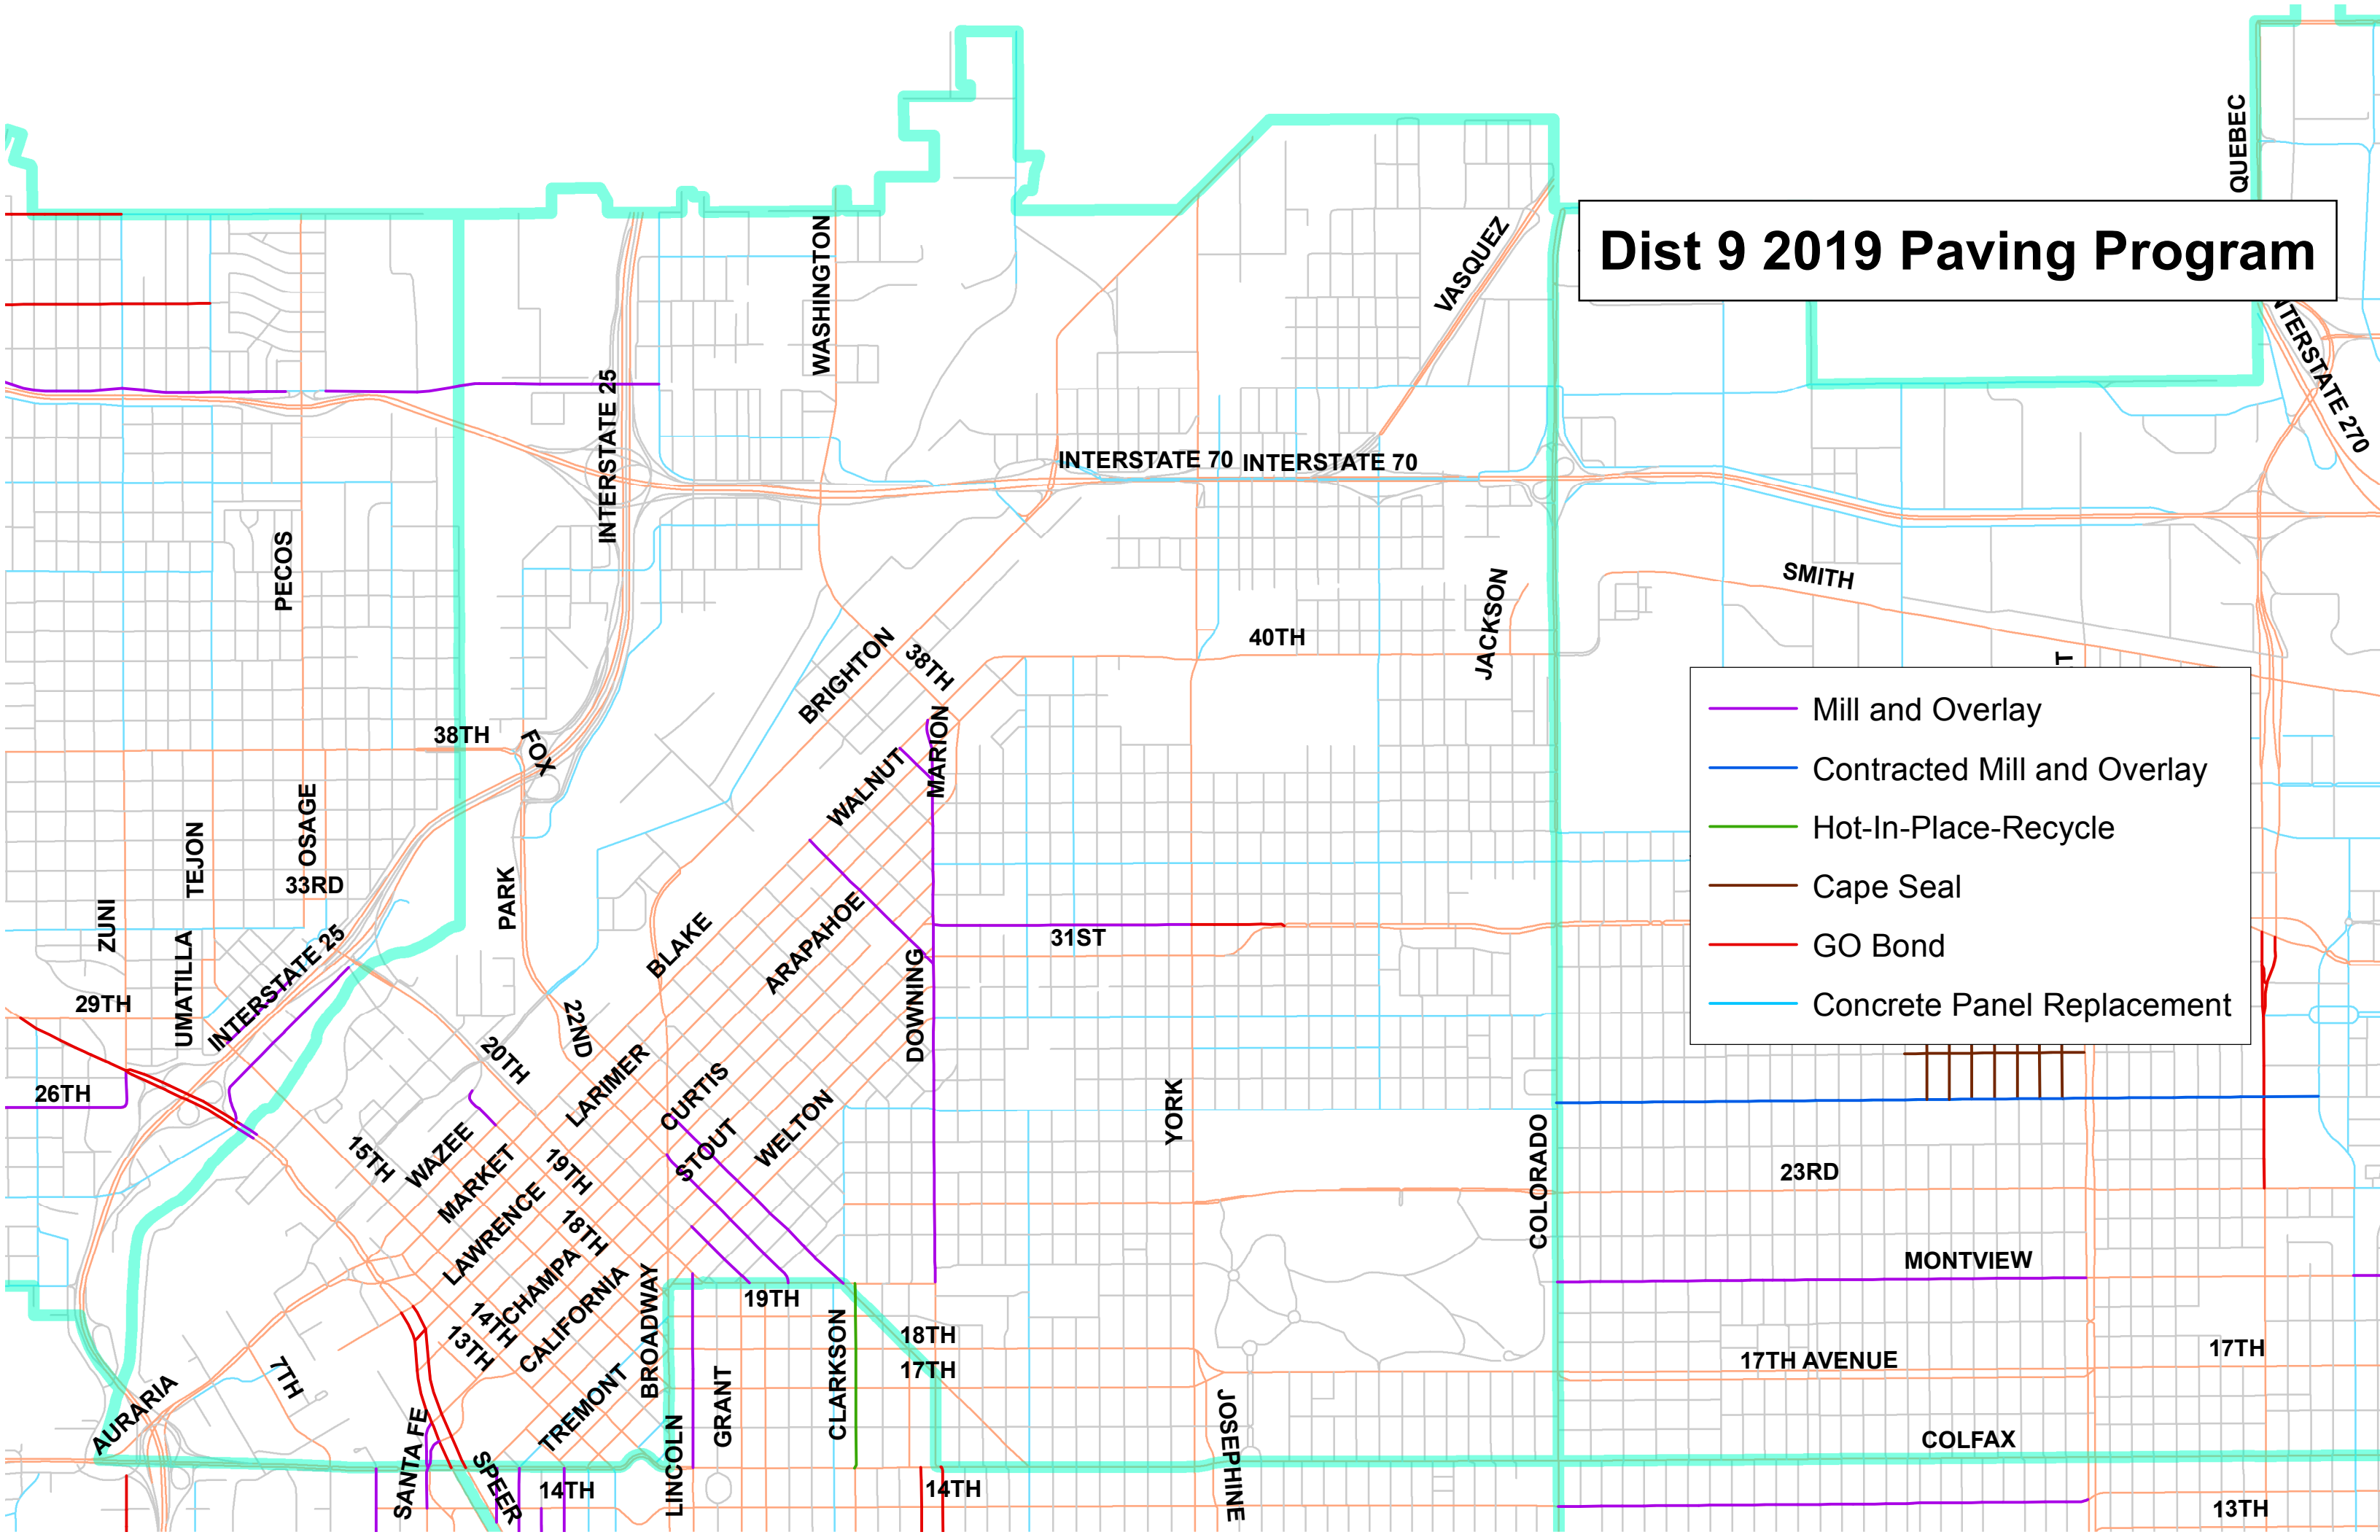 QUEBEC
Dist 9 2019 Paving Program
WASHINGTON
VASQUEZ
INTERSTATE 25
NTERSTATE 270
INTERSTATE 70
INTERSTATE 70
PECOS
SMITH
JACKSON
40TH
BRIGHTON
38TH
T
Mill and Overlay
Contracted Mill and Overlay
Hot-In-Place-Recycle
Cape Seal
GO Bond
Concrete Panel Replacement
38TH
FOX
MARION
WALNUT
OSAGE
TEJON
33RD
PARK
ZUNI
UMATILLA
INTERSTATE 25
BLAKE
ARAPAHOE
31ST
DOWNING
29TH
22ND
20TH
LARIMER
CURTIS
26TH
WELTON
STOUT
YORK
15TH
WAZEE
MARKET
19TH
COLORADO
23RD
LAWRENCE
18TH
CHAMPA
CALIFORNIA
MONTVIEW
BROADWAY
19TH
CLARKSON
18TH
14TH
13TH
17TH
17TH AVENUE
17TH
7TH
AURARIA
TREMONT
GRANT
JOSEPHINE
SANTA FE
SPEER
LINCOLN
COLFAX
14TH
14TH
13TH